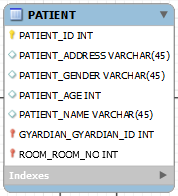 PATIENT
PATIENT_ID INT
PATIENT_ADDRESS VARCHAR(45)
PATIENT_GENDER VARCHAR(45)
PATIENT_AGE INT
PATIENT_NAME VARCHAR(45)
GYARDIAN_GYARDIAN_ID INT
ROOM_ROOM_NO INT
Indexes